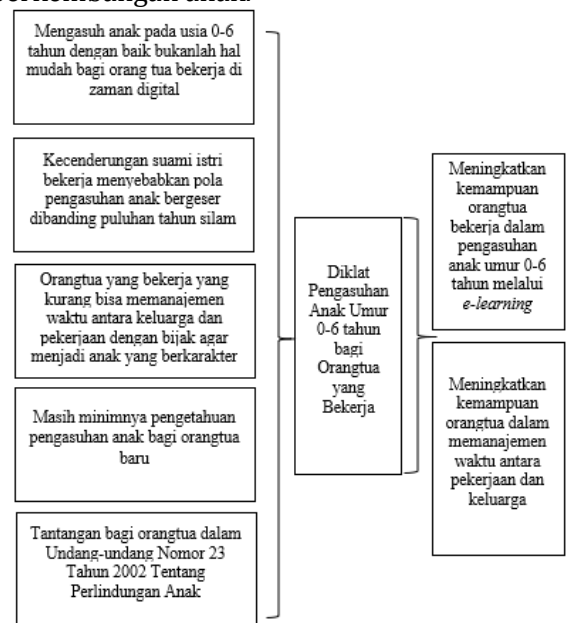 Mengasuh anak pada usia 0-6
tahun dengan baik bukanlah hal
mudah bagi orang tua bekerja di
zaman digital
Kecenderungan suami istri
bekerja menyebabkan pola
pengasuhan anak bergeser
dibanding puluhan tahun silam
Orangtua yang bekerja yang
kurang bisa memanajemen
waktu antara keluarga dan
pekerjaan dengan bijak agar
menjadi anak yang berkarakter
Masih minimnya pengetahuan
pengasuhan anak bagi orangtua
baru
Tantangan bagi orangtua dalam
Undang-undang Nomor 23
Tahun 2002 Tentang
Perlindungan Anak
Diklat
Pengasuhan
Anak Umur
0-6 tahun
bagi
Orangtua
yang
Bekerja
Meningkatkan
kemampuan
orangtua
bekerja dalam
pengasuhan
anak umur 0-6
tahun melalui
e-learning
Meningkatkan
kemampuan
orangtua dalam
memanajemen
waktu antara
pekerjaan dan
keluarga